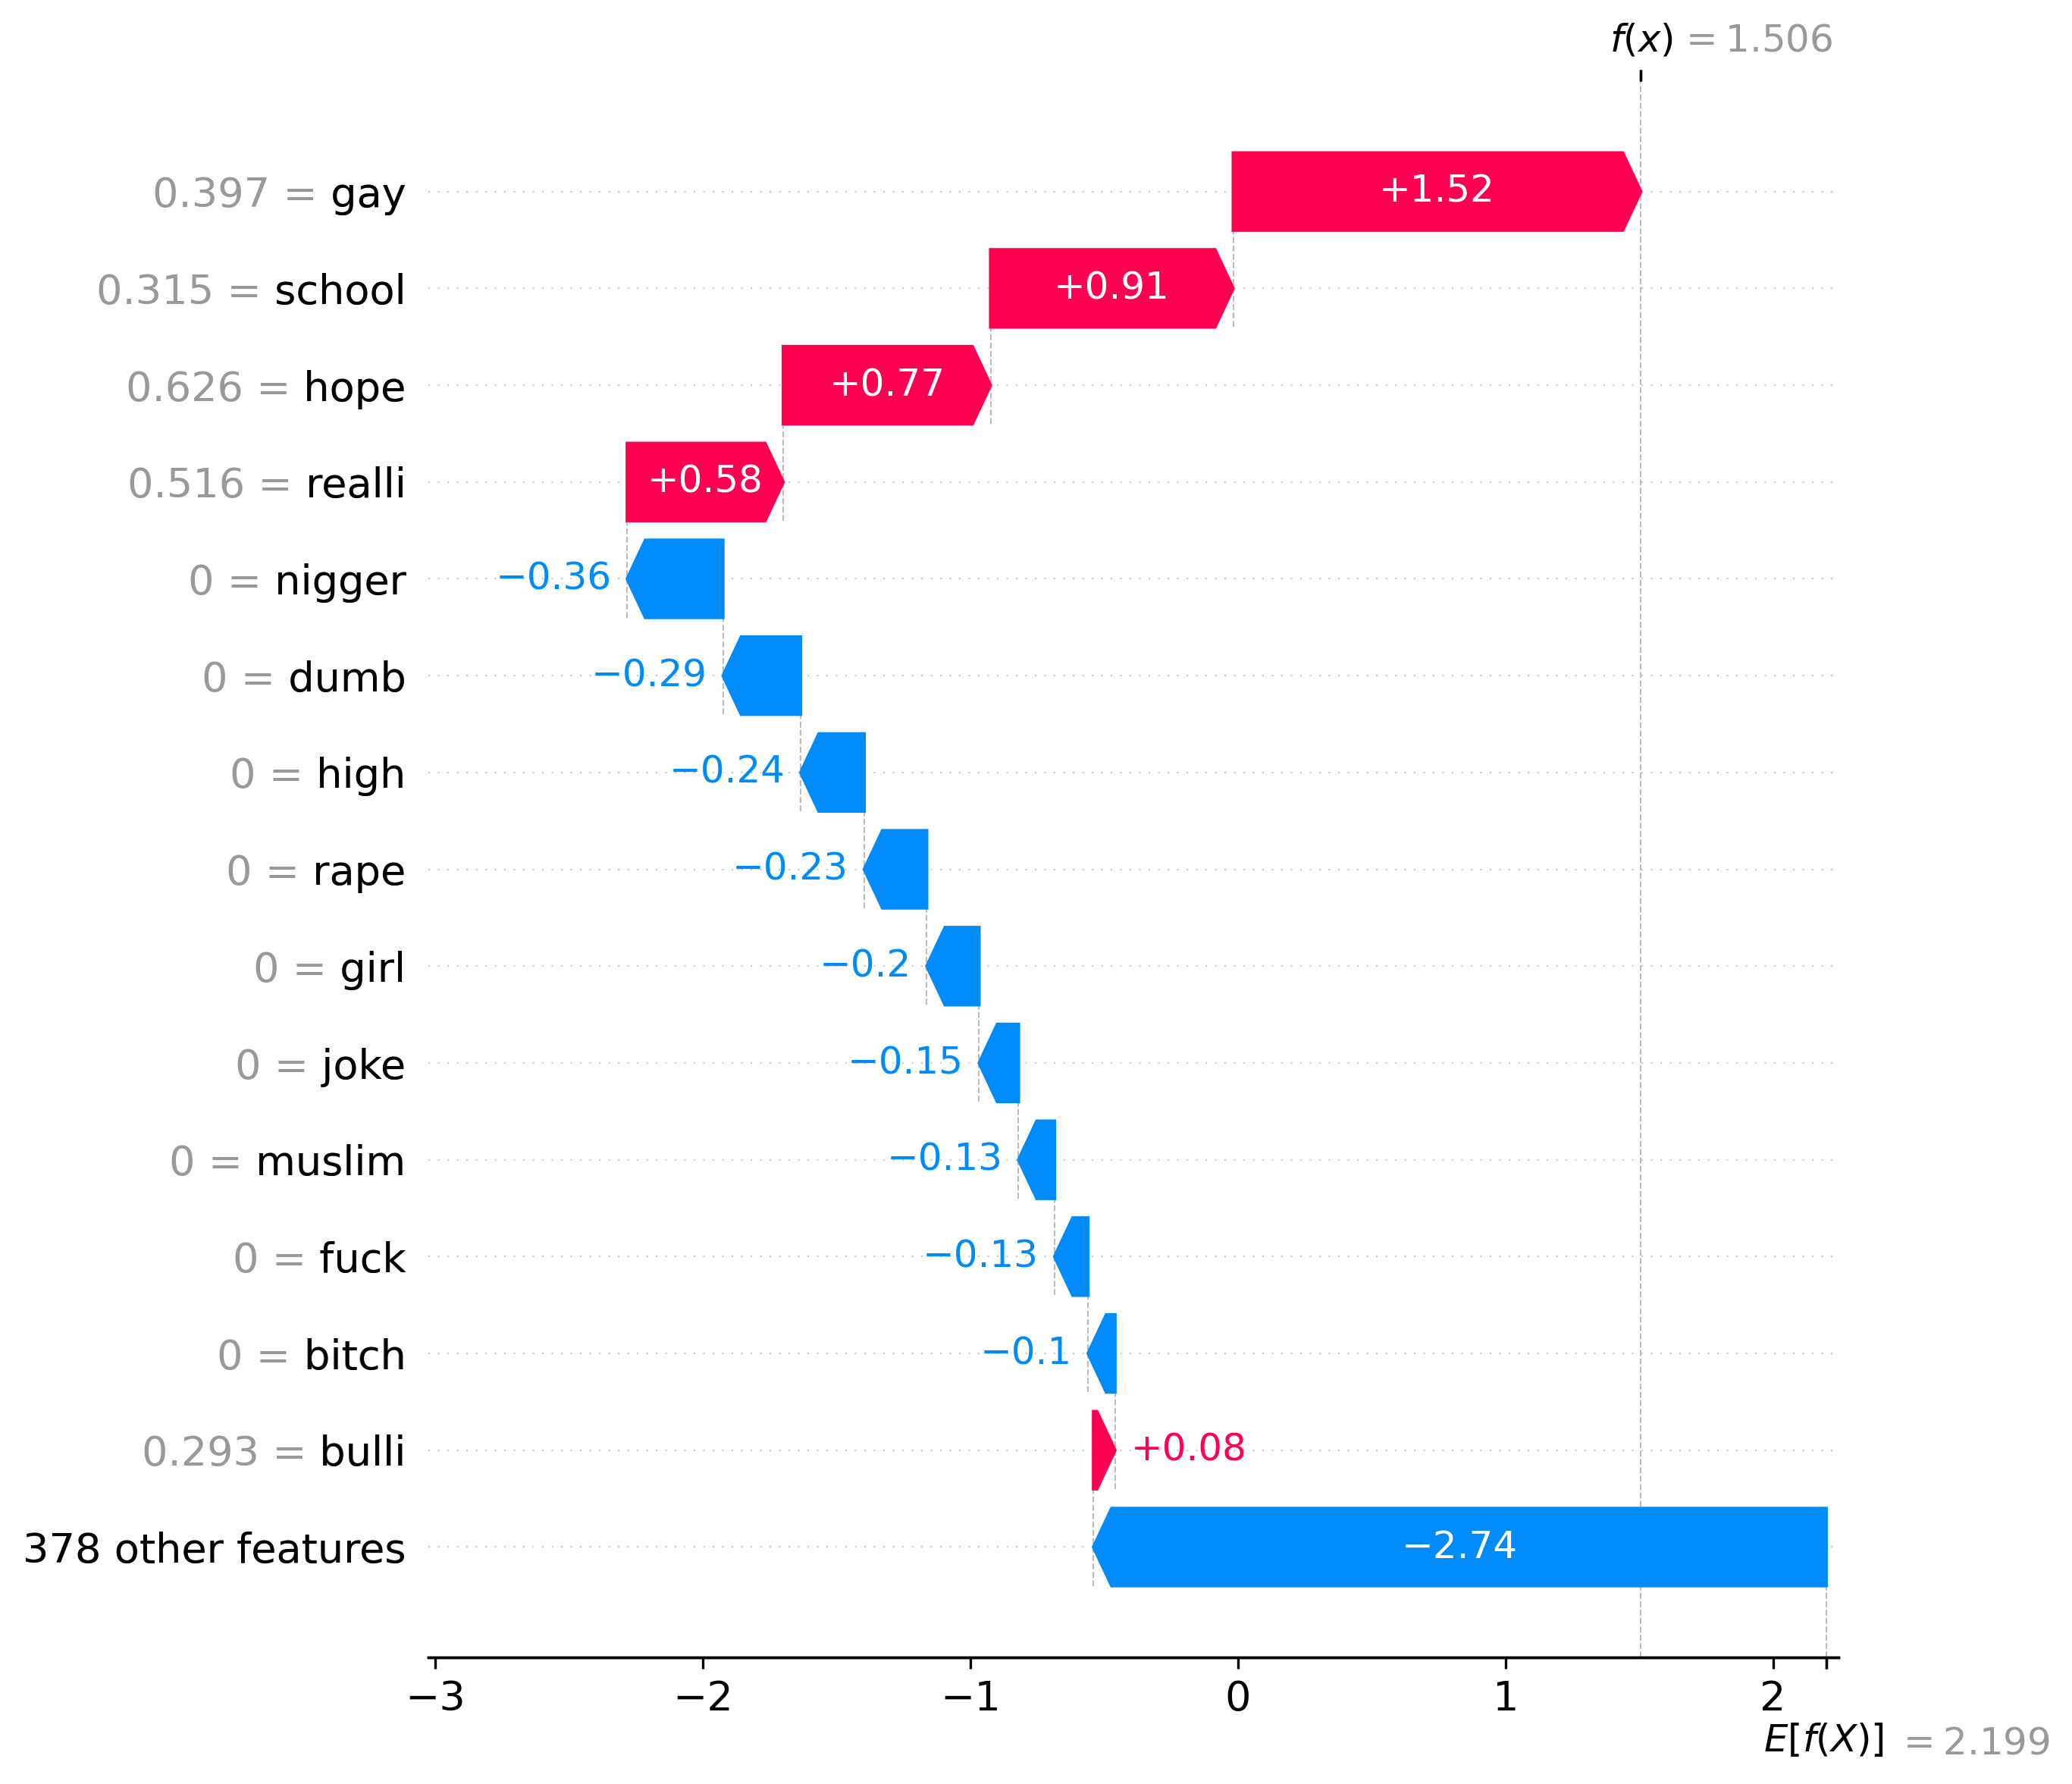 f(x) = 1.506
0.397 = gay
+1.52
0.315 = school
+0.91
0.626 = hope
+0.77
0.516 = realli
+0.58
0 = nigger
−0.36
0 = dumb
−0.29
0 = high
−0.24
0 = rape
−0.23
0 = girl
−0.2
0 = joke
−0.15
0 = muslim
−0.13
0 = fuck
−0.13
0 = bitch
−0.1
0.293 = bulli
+0.08
378 other features
−2.74
−3 −2 −1 0 1 2
E[f(X)] = 2.199